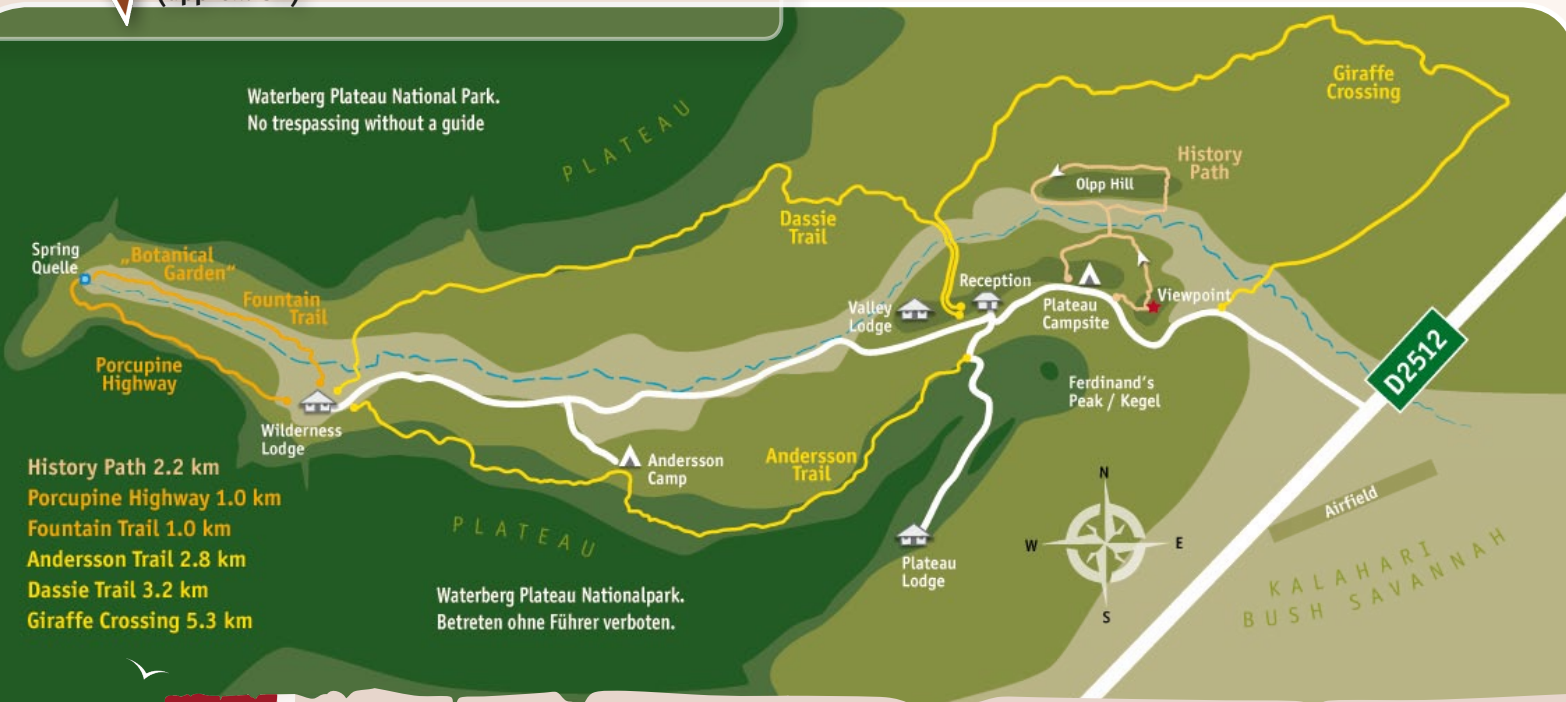 Waterberg Plateau National Park.
No trespassing without a guide
PLATEAU
Giraffe
Crossing
History
Path
Olpp Hill
Dassie
Trail
Spring
Quelle
„Botanical
Garden“
Fountain
Trail
Reception
Valley
Lodge
Plateau
Campsite
Viewpoint
Porcupine
Highway
D2512
Ferdinand's
Peak / Kegel
Wilderness
Lodge
Andersson
Camp
Andersson
Trail
History Path 2.2 km
Porcupine Highway 1.0 km
Fountain Trail 1.0 km
Andersson Trail 2.8 km
Dassie Trail 3.2 km
Giraffe Crossing 5.3 km
PLATEAU
N
W
E
S
Airfield
Plateau
Lodge
KALAHARI
BUSH SAVANNAH
Waterberg Plateau Nationalpark.
Betreten ohne Führer verboten.